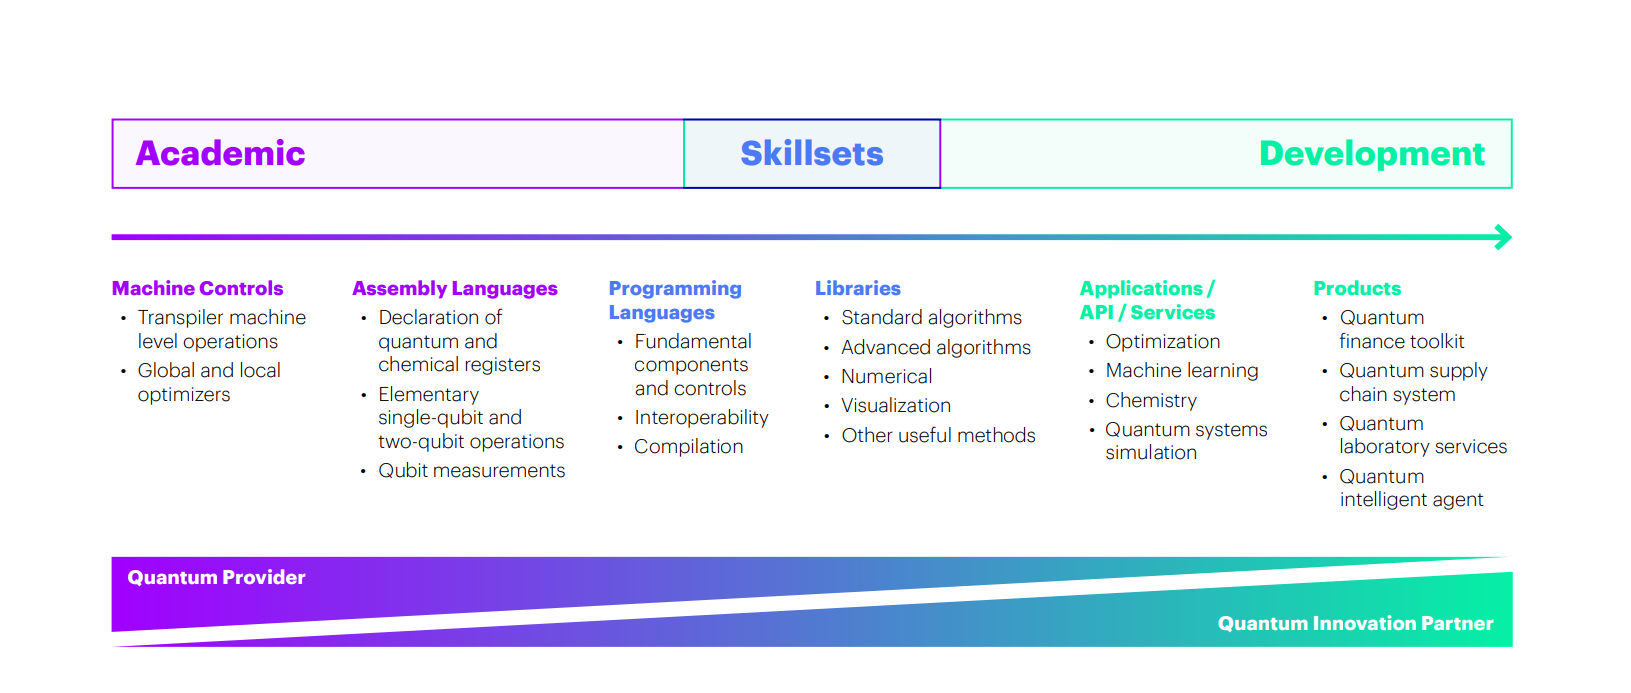 Academic
Skillsets
Development
Machine Controls
• Transpiler machine
level operations
• Global and local
optimizers
Assembly Languages
• Declaration of
quantum and
chemical registers
• Elementary
single-qubit and
two-qubit operations
• Qubit measurements
Programming
Languages
• Fundamental
components
and controls
• Interoperability
• Compilation
Libraries
• Standard algorithms
• Advanced algorithms
• Numerical
• Visualization
• Other useful methods
Applications /
API / Services
• Optimization
• Machine learning
• Chemistry
• Quantum systems
simulation
Products
• Quantum
finance toolkit
• Quantum supply
chain system
• Quantum
laboratory services
• Quantum
intelligent agent
Quantum Provider
Quantum Innovation Partner